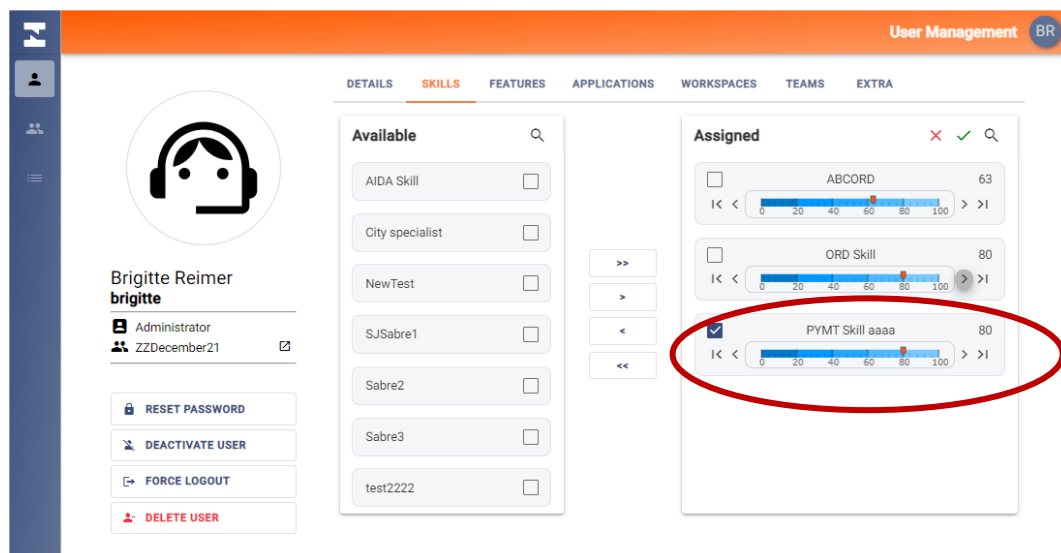 User Management BR
DETAILS SKILLS FEATURES APPLICATIONS WORKSPACES TEAMS EXTRA
Brigitte Reimer
brigitte
Administrator
ZZDecember21
RESET PASSWORD
DEACTIVATE USER
FORCE LOGOUT
DELETE USER
Available
AIDA Skill
City specialist
NewTest
SJSabre1
Sabre2
Sabre3
test2222
>>
>
<
<<
Assigned
ABCORD 63
0 20 40 60 80 100
ORD Skill 80
0 20 40 60 80 100
PYMT Skill aaaa 80
0 20 40 60 80 100